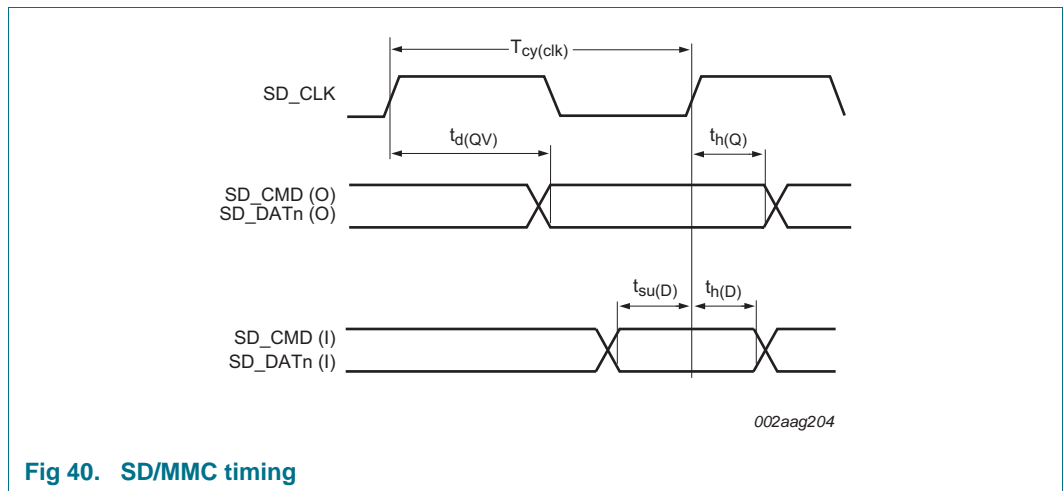 Tcy(clk)
SD_CLK
td(QV)
th(Q)
SD_CMD (O)
SD_DATn (O)
tsu(D)
th(D)
SD_CMD (I)
SD_DATn (I)
002aag204
Fig 40. SD/MMC timing